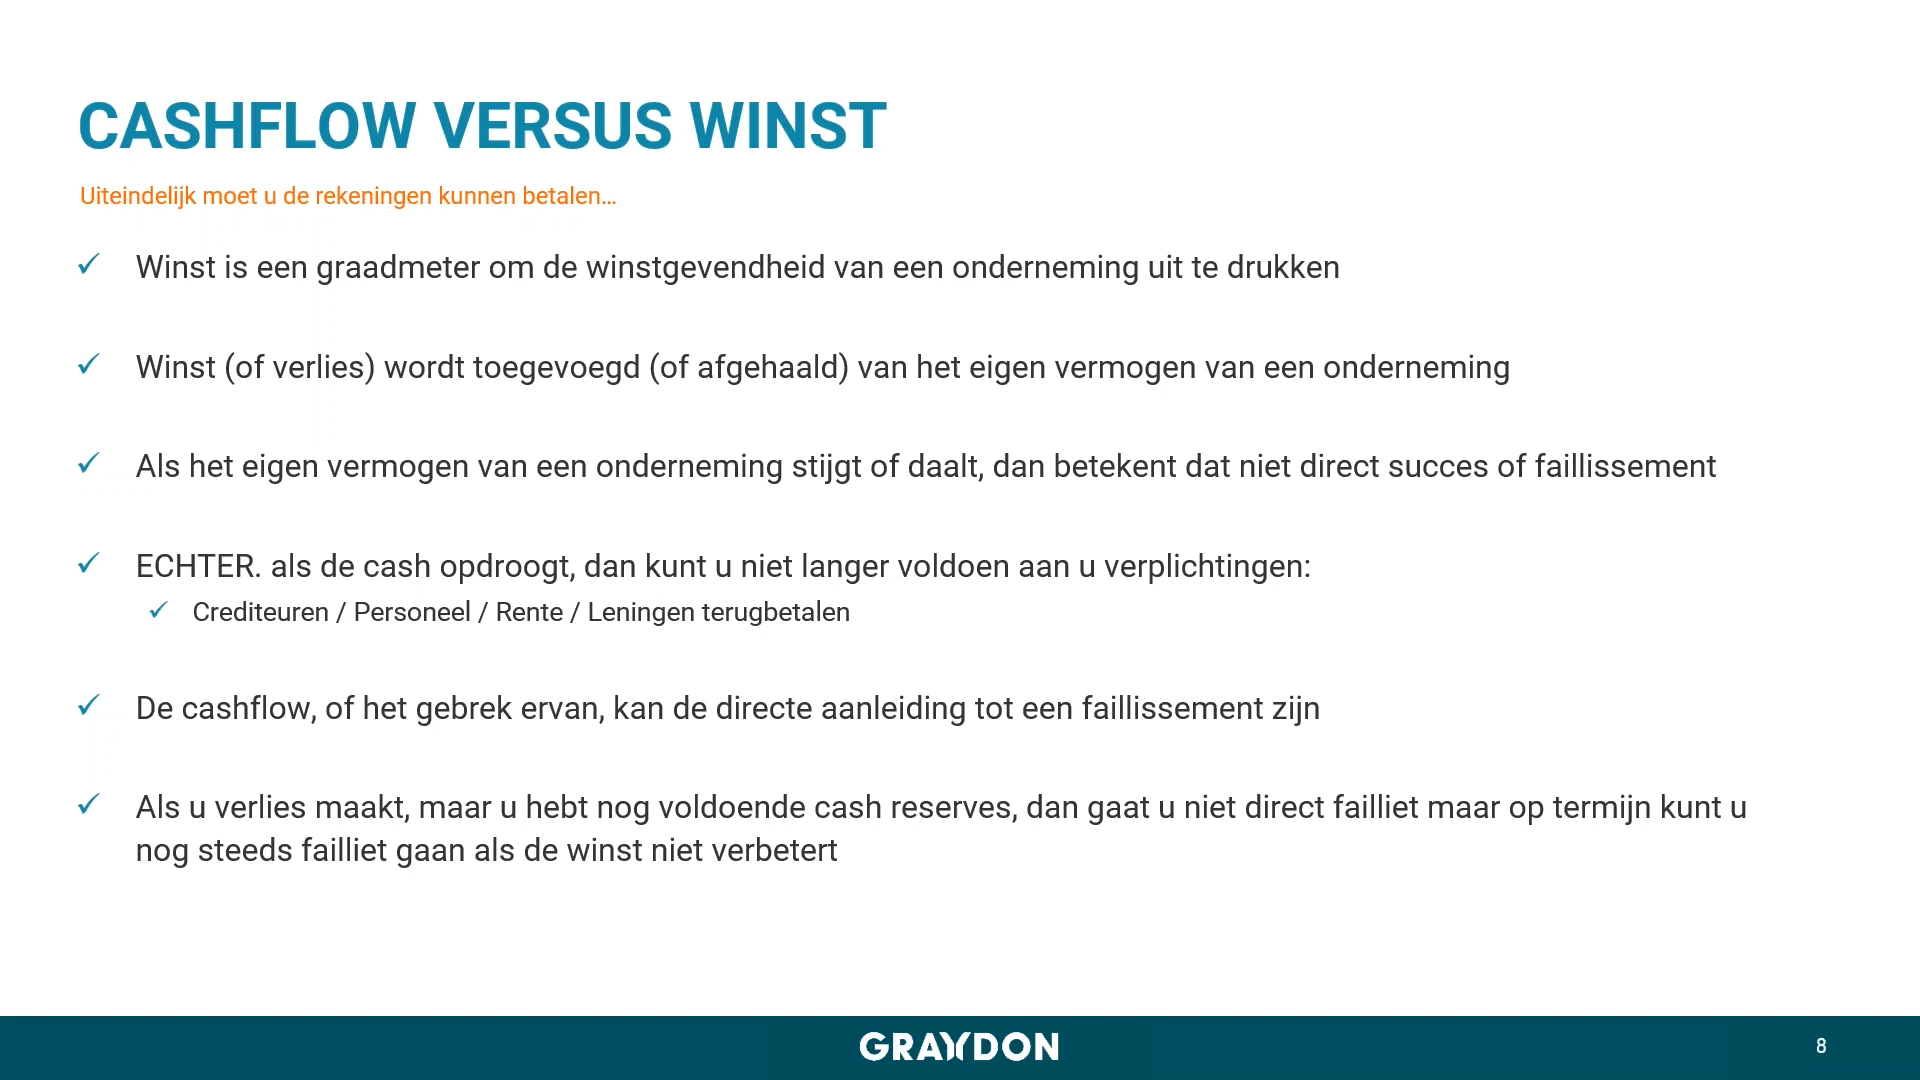 CASHFLOW VERSUS WINST
Uiteindelijk moet u de rekeningen kunnen betalen...
Winst is een graadmeter om de winstgevendheid van een onderneming uit te drukken
Winst (of verlies) wordt toegevoegd (of afgehaald) van het eigen vermogen van een onderneming
Als het eigen vermogen van een onderneming stijgt of daalt, dan betekent dat niet direct succes of faillissement
ECHTER. als de cash opdroogt, dan kunt u niet langer voldoen aan u verplichtingen:
Crediteuren / Personeel / Rente / Leningen terugbetalen
De cashflow, of het gebrek ervan, kan de directe aanleiding tot een faillissement zijn
Als u verlies maakt, maar u hebt nog voldoende cash reserves, dan gaat u niet direct failliet maar op termijn kunt u
nog steeds failliet gaan als de winst niet verbetert
GRAYDON
8